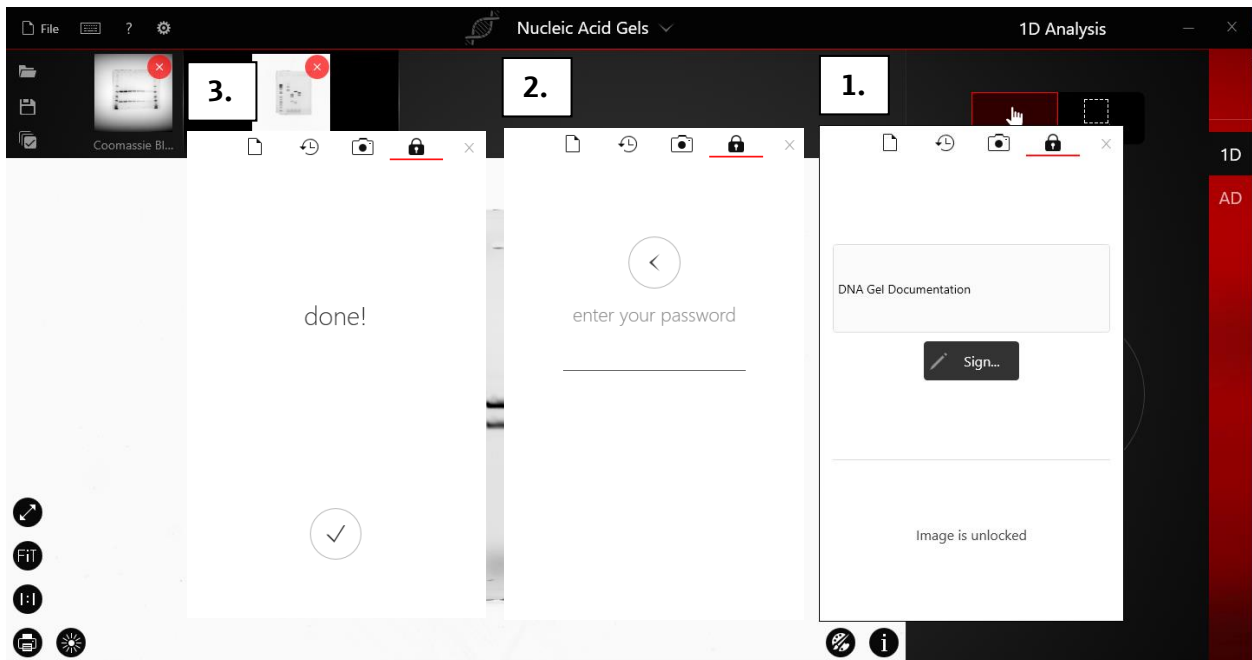 File ? Nucleic Acid Gels 1D Analysis
Coomassie Bl...
3.
2.
1.
1D
AD
done!
enter your password
DNA Gel Documentation
Sign...
Image is unlocked
FiT
1:1
i